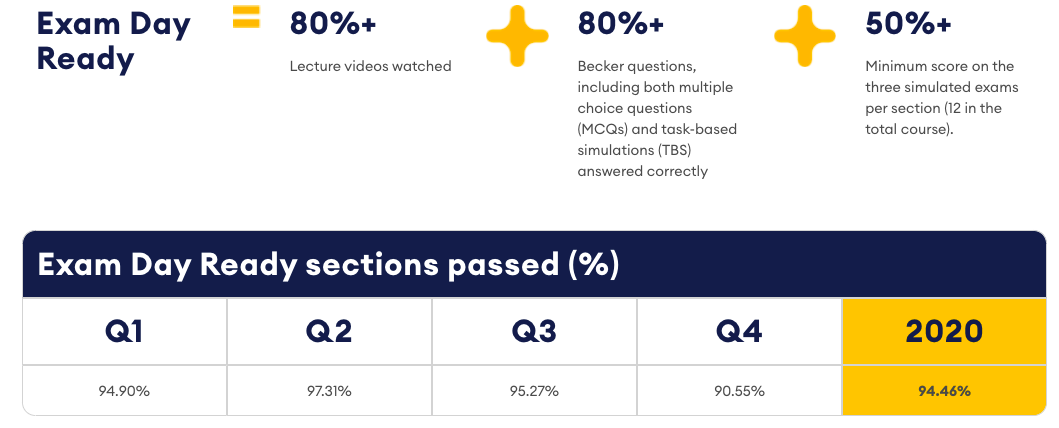 Exam Day
Ready
=
80%+
Lecture videos watched
80%+
Becker questions,
including both multiple
choice questions
(MCQs) and task-based
simulations (TBS)
answered correctly
50%+
Minimum score on the
three simulated exams
per section (12 in the
total course).
Exam Day Ready sections passed (%)
Q1 Q2 Q3 Q4 2020
94.90% 97.31% 95.27% 90.55% 94.46%